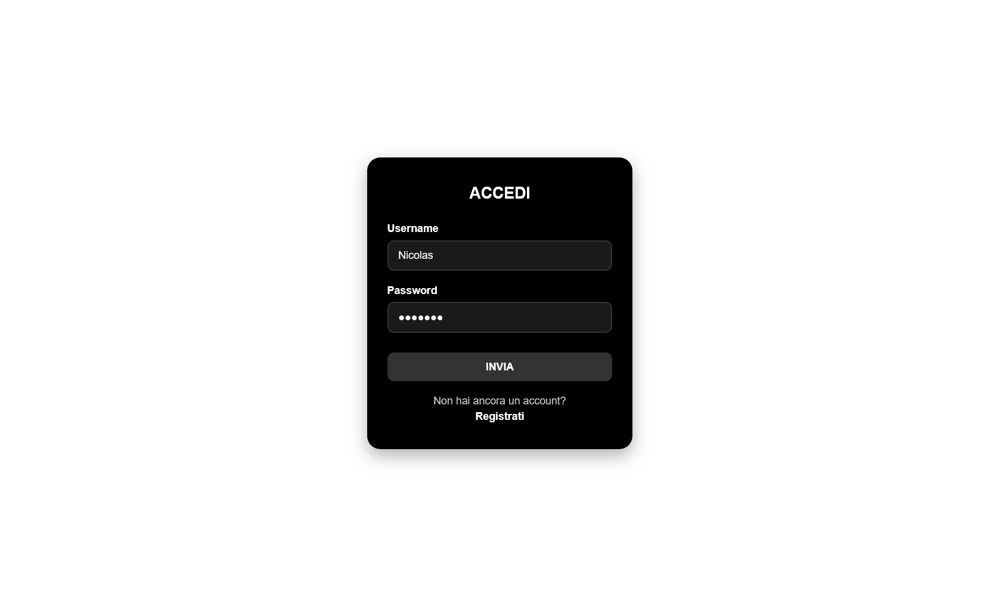 ACCEDI
Username
Nicolas
Password
•••••••
INVIA
Non hai ancora un account?
Registrati